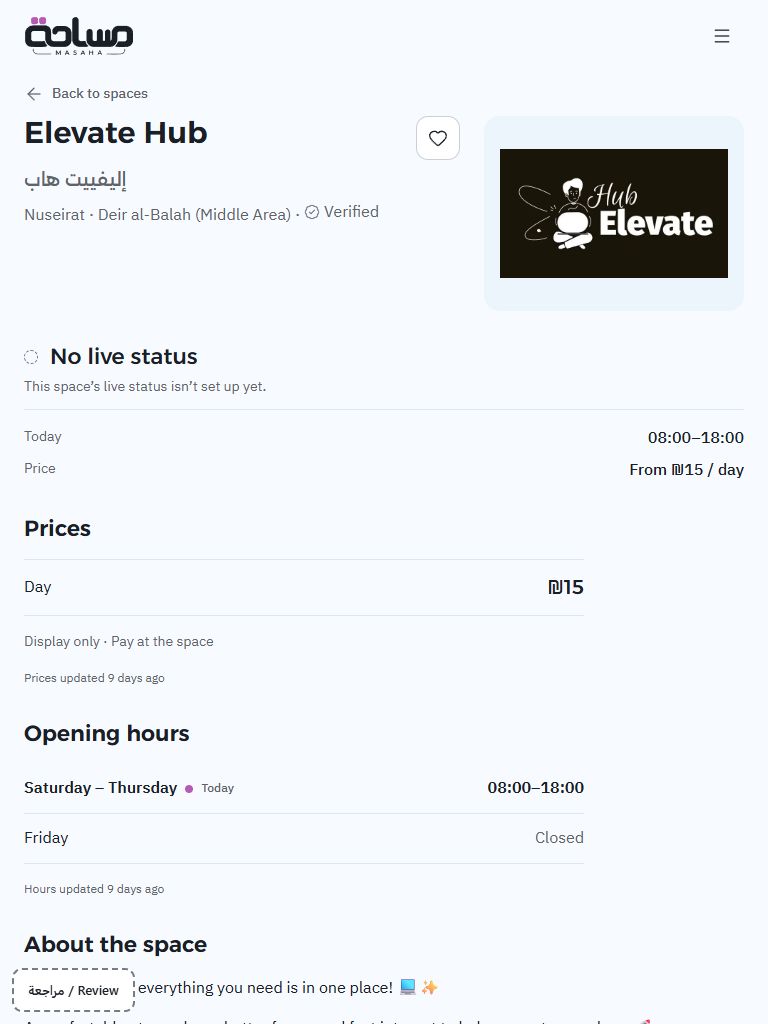 مساحة
MASAHA
Back to spaces
Elevate Hub
إليفييت هاب
Nuseirat · Deir al-Balah (Middle Area) · Verified
Hub
Elevate
No live status
This space’s live status isn’t set up yet.
Today 08:00–18:00
Price From ₪15 / day
Prices
Day ₪15
Display only · Pay at the space
Prices updated 9 days ago
Opening hours
Saturday – Thursday Today 08:00–18:00
Friday Closed
Hours updated 9 days ago
About the space
everything you need is in one place! 💻 ✨
مراجعة / Review